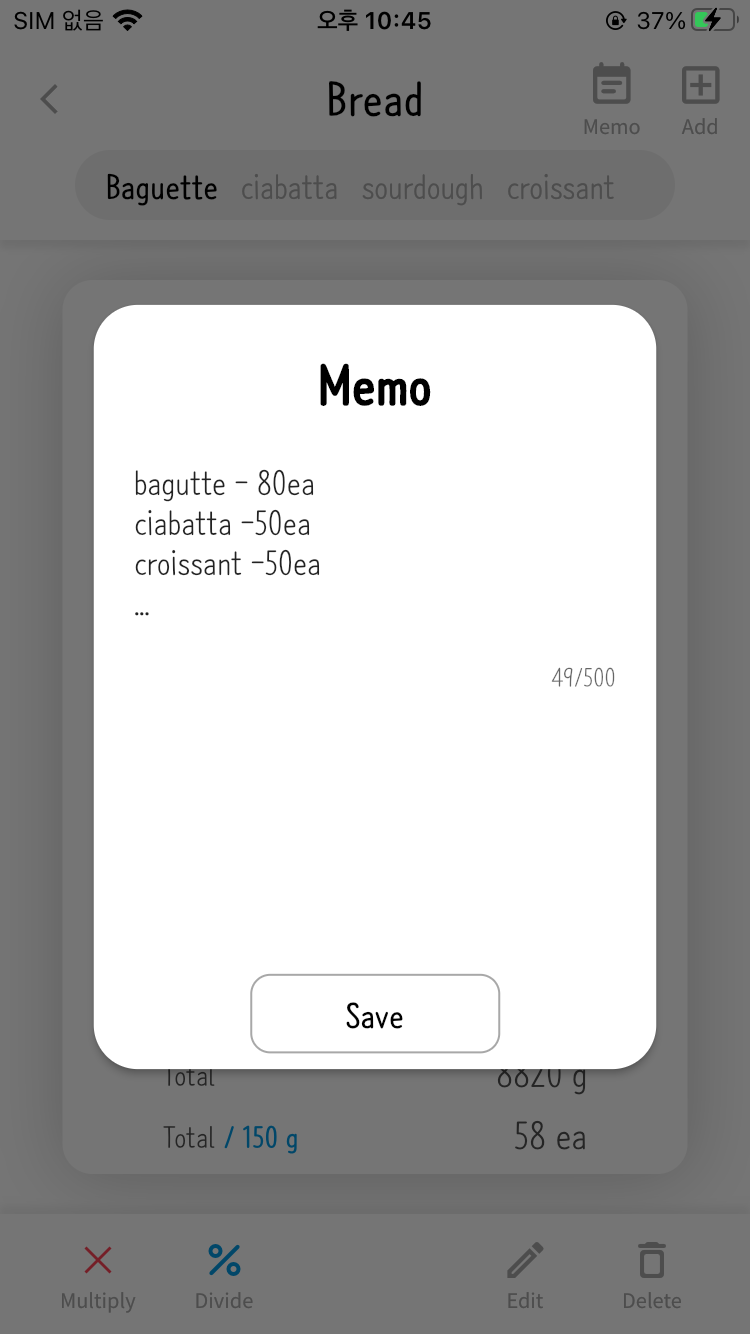 SIM 없음 오후 10:45 37%
Bread
Memo Add
Baguette ciabatta sourdough croissant
Memo
bagutte - 80ea
ciabatta -50ea
croissant -50ea
...
49/500
Save
Total 8820 g
Total / 150 g 58 ea
Multiply Divide Edit Delete